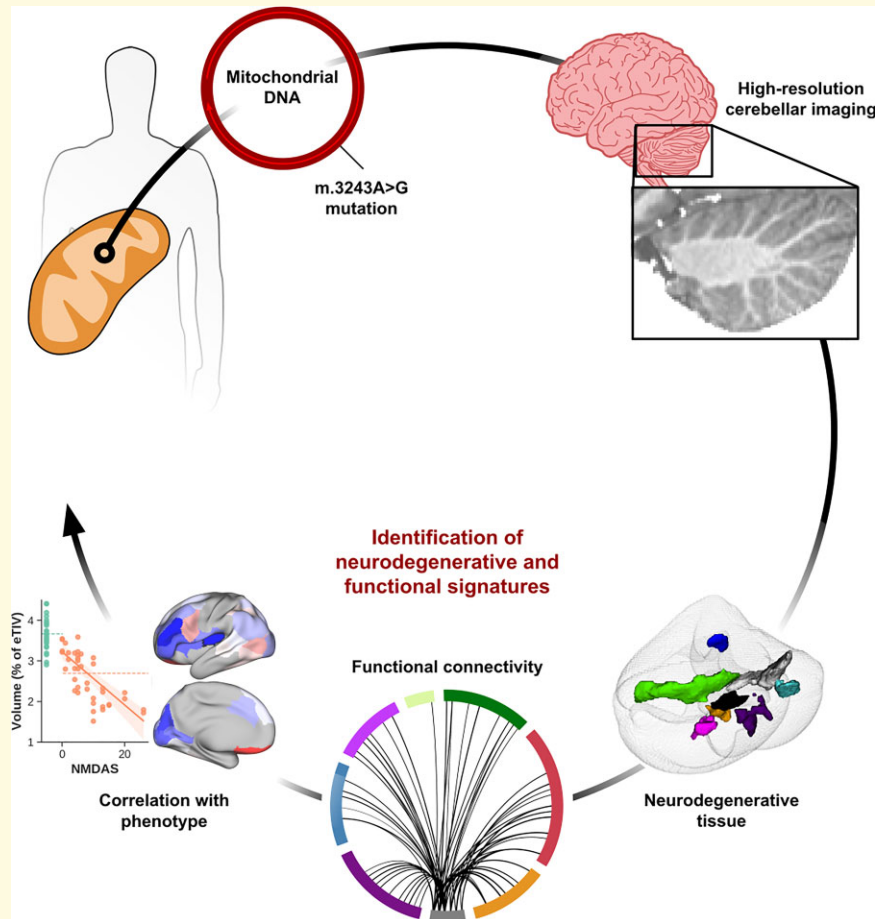 Mitochondrial
DNA
m.3243A>G
mutation
High-resolution
cerebellar imaging
Identification of
neurodegenerative and
functional signatures
Functional connectivity
Volume (% of eTIV)
4
3
2
1
0
20
NMDAS
Correlation with
phenotype
Neurodegenerative
tissue